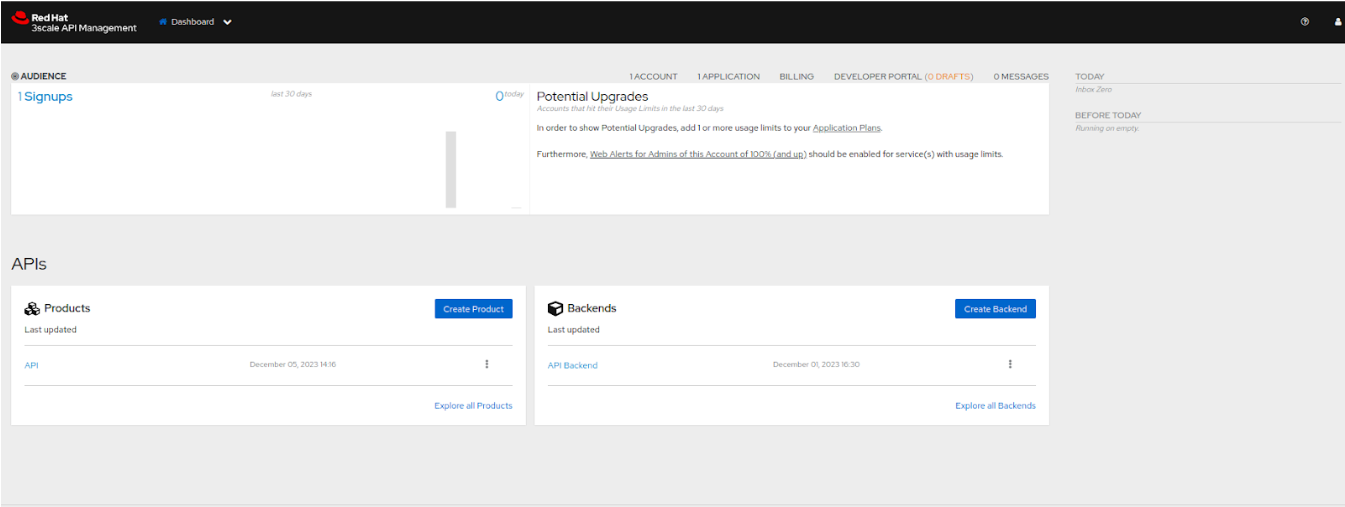 Red Hat
3scale API Management
Dashboard
AUDIENCE
1 ACCOUNT 1 APPLICATION BILLING DEVELOPER PORTAL (0 DRAFTS) 0 MESSAGES
1 Signups last 30 days 0 today
Potential Upgrades
Accounts that hit their Usage Limits in the last 30 days
In order to show Potential Upgrades, add 1 or more usage limits to your Application Plans.
Furthermore, Web Alerts for Admins of this Account of 100% (and up) should be enabled for service(s) with usage limits.
TODAY
Inbox Zero.
BEFORE TODAY
Running on empty.
APIs
Products Create Product
Last updated
API December 05, 2023 14:16
Explore all Products
Backends Create Backend
Last updated
API Backend December 01, 2023 16:30
Explore all Backends